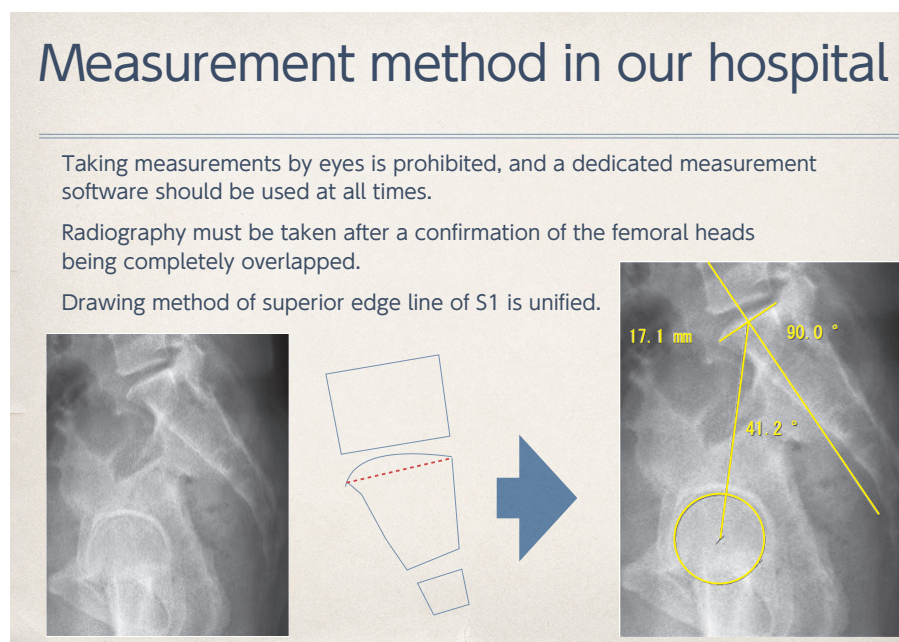 Measurement method in our hospital
Taking measurements by eyes is prohibited, and a dedicated measurement
software should be used at all times.
Radiography must be taken after a confirmation of the femoral heads
being completely overlapped.
Drawing method of superior edge line of S1 is unified.
17.1 mm
90.0 °
41.2 °